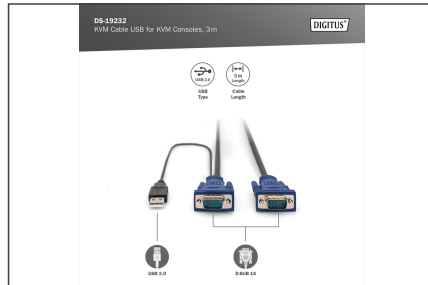 DS-19232
KVM Cable USB for KVM Consoles, 3 m
DIGITUS®
USB 2.0
3 m
Length
USB
Type
Cable
Length
USB 2.0
D-SUB 15